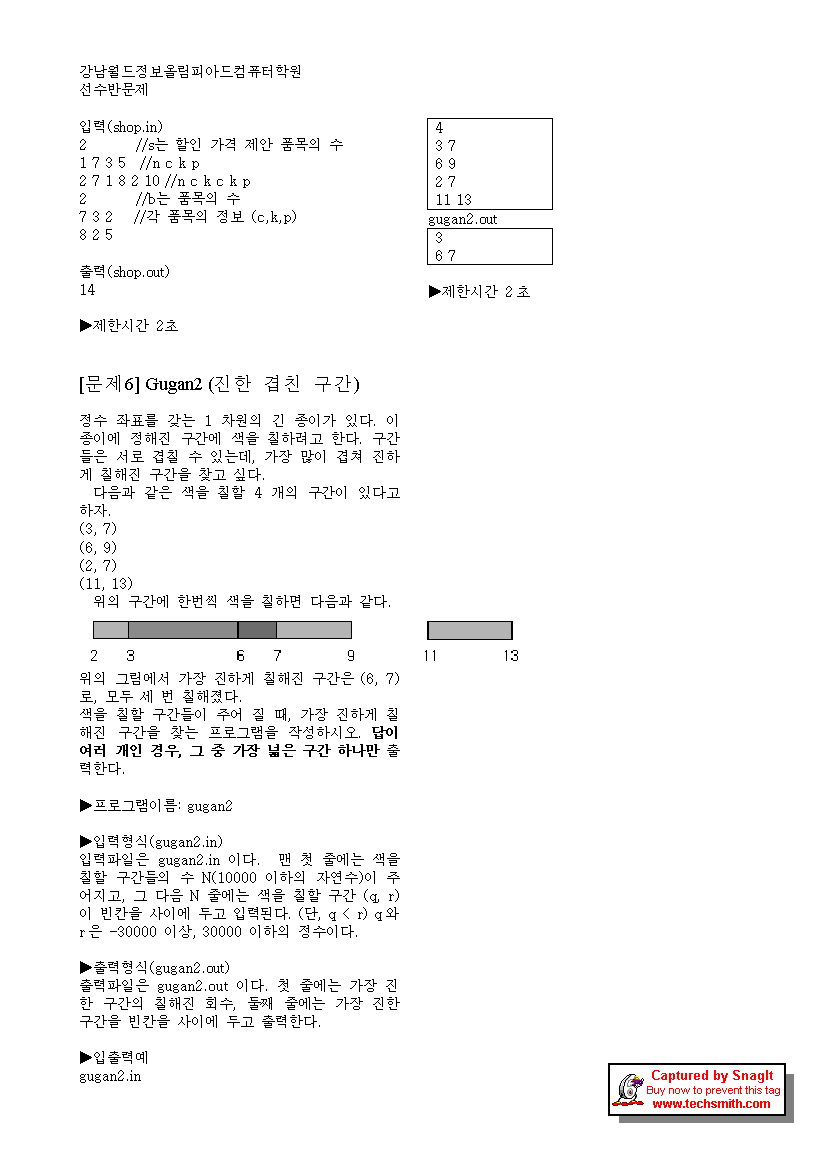 강남월드정보올림피아드컴퓨터학원
선수반문제
입력(shop.in)
2 //s는 할인 가격 제안 품목의 수
1 7 3 5 //n c k p
2 7 1 8 2 10 //n c k c k p
2 //b는 품목의 수
7 3 2 //각 품목의 정보 (c,k,p)
8 2 5
출력(shop.out)
14
▶제한시간 2초
[문제6] Gugan2 (진한 겹친 구간)
정수 좌표를 갖는 1 차원의 긴 종이가 있다. 이
종이에 정해진 구간에 색을 칠하려고 한다. 구간
들은 서로 겹칠 수 있는데, 가장 많이 겹쳐 진하
게 칠해진 구간을 찾고 싶다.
다음과 같은 색을 칠할 4 개의 구간이 있다고
하자.
(3, 7)
(6, 9)
(2, 7)
(11, 13)
위의 구간에 한번씩 색을 칠하면 다음과 같다.
2 3 6 7 9
위의 그림에서 가장 진하게 칠해진 구간은 (6, 7)
로, 모두 세 번 칠해졌다.
색을 칠할 구간들이 주어 질 때, 가장 진하게 칠
해진 구간을 찾는 프로그램을 작성하시오. 답이
여러 개인 경우, 그 중 가장 넓은 구간 하나만 출
력한다.
▶프로그램이름: gugan2
▶입력형식(gugan2.in)
입력파일은 gugan2.in 이다. 맨 첫 줄에는 색을
칠할 구간들의 수 N(10000 이하의 자연수)이 주
어지고, 그 다음 N 줄에는 색을 칠할 구간 (q, r)
이 빈칸을 사이에 두고 입력된다. (단, q < r) q와
r은 -30000 이상, 30000 이하의 정수이다.
▶출력형식(gugan2.out)
출력파일은 gugan2.out 이다. 첫 줄에는 가장 진
한 구간의 칠해진 회수, 둘째 줄에는 가장 진한
구간을 빈칸을 사이에 두고 출력한다.
▶입출력예
gugan2.in
4
3 7
6 9
2 7
11 13
gugan2.out
3
6 7
▶제한시간 2초
11 13
Captured by SnagIt
Buy now to prevent this tag
www.techsmith.com